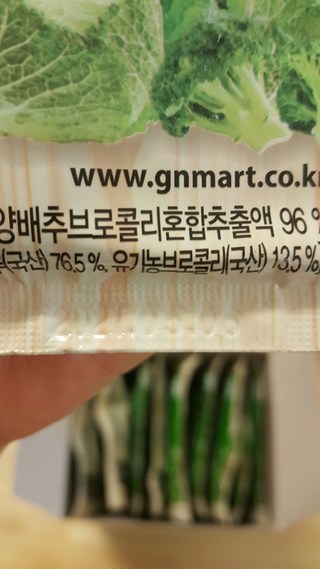 www.gnmart.co.kr
양배추브로콜리혼합추출액 96 %
(국산) 76.5 %, 유기농브로콜리(국산) 13.5 %